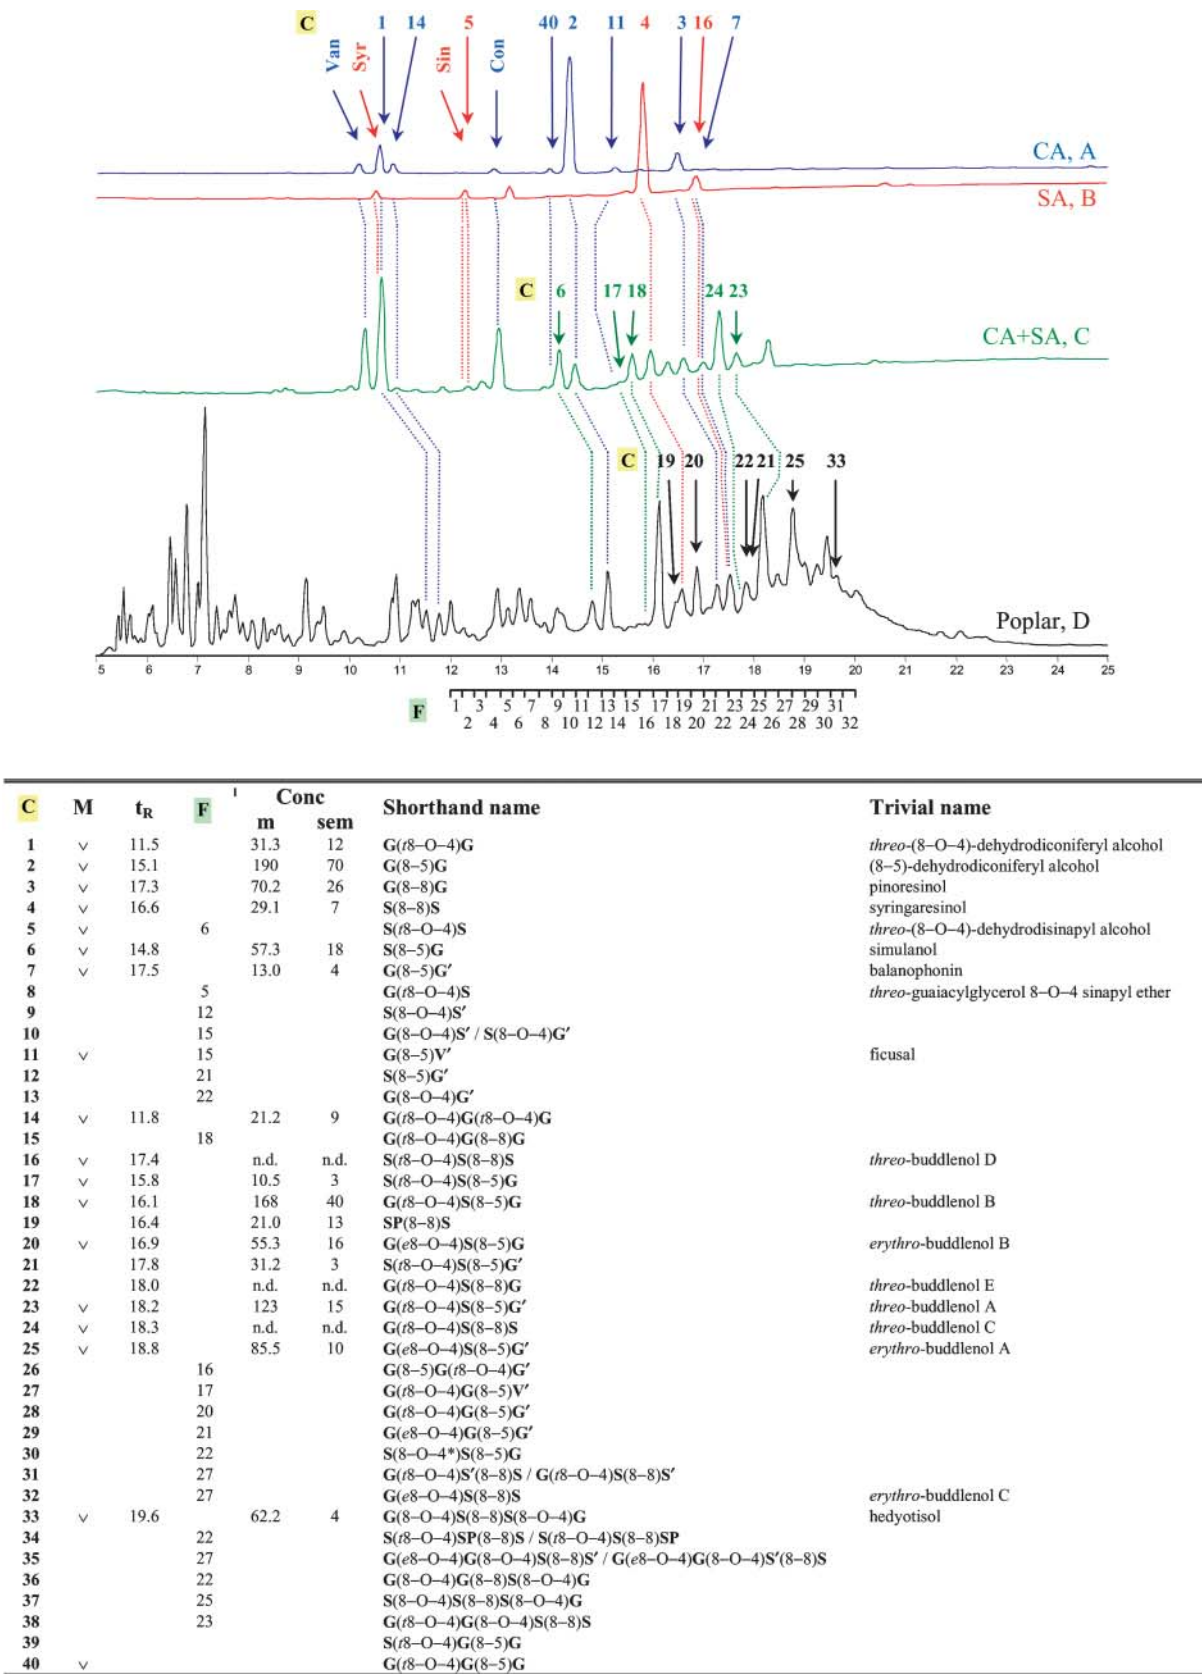 C 1 14 5 40 2 11 4 3 16 7
Van Syr Sin Con
CA, A
SA, B
C 6 17 18 24 23
CA+SA, C
C 19 20 22 21 25 33
Poplar, D
5 6 7 8 9 10 11 12 13 14 15 16 17 18 19 20 21 22 23 24 25
F 1 3 5 7 9 11 13 15 17 19 21 23 25 27 29 31
2 4 6 8 10 12 14 16 18 20 22 24 26 28 30 32
C M tR F Conc Shorthand name Trivial name
m sem
1 v 11.5 31.3 12 G(t8–O–4)G threo-(8–O–4)-dehydrodiconiferyl alcohol
2 v 15.1 190 70 G(8–5)G (8–5)-dehydrodiconiferyl alcohol
3 v 17.3 70.2 26 G(8–8)G pinoresinol
4 v 16.6 29.1 7 S(8–8)S syringaresinol
5 v 6 S(t8–O–4)S threo-(8–O–4)-dehydrodisinapyl alcohol
6 v 14.8 57.3 18 S(8–5)G simulanol
7 v 17.5 13.0 4 G(8–5)G′ balanophonin
8 5 G(t8–O–4)S threo-guaiacylglycerol 8–O–4 sinapyl ether
9 12 S(8–O–4)S′
10 15 G(8–O–4)S′ / S(8–O–4)G′
11 v 15 G(8–5)V′ ficusal
12 21 S(8–5)G′
13 22 G(8–O–4)G′
14 v 11.8 21.2 9 G(t8–O–4)G(t8–O–4)G
15 18 G(t8–O–4)G(8–8)G
16 v 17.4 n.d. n.d. S(t8–O–4)S(8–8)S threo-buddlenol D
17 v 15.8 10.5 3 S(t8–O–4)S(8–5)G
18 v 16.1 168 40 G(t8–O–4)S(8–5)G threo-buddlenol B
19 16.4 21.0 13 SP(8–8)S
20 v 16.9 55.3 16 G(e8–O–4)S(8–5)G erythro-buddlenol B
21 17.8 31.2 3 S(t8–O–4)S(8–5)G′
22 18.0 n.d. n.d. G(t8–O–4)S(8–8)G threo-buddlenol E
23 v 18.2 123 15 G(t8–O–4)S(8–5)G′ threo-buddlenol A
24 v 18.3 n.d. n.d. G(t8–O–4)S(8–8)S threo-buddlenol C
25 v 18.8 85.5 10 G(e8–O–4)S(8–5)G′ erythro-buddlenol A
26 16 G(8–5)G(t8–O–4)G′
27 17 G(t8–O–4)G(8–5)V′
28 20 G(t8–O–4)G(8–5)G′
29 21 G(e8–O–4)G(8–5)G′
30 22 S(8–O–4*)S(8–5)G
31 27 G(t8–O–4)S′(8–8)S / G(t8–O–4)S(8–8)S′
32 27 G(e8–O–4)S(8–8)S erythro-buddlenol C
33 v 19.6 62.2 4 G(8–O–4)S(8–8)S(8–O–4)G hedyotisol
34 22 S(t8–O–4)SP(8–8)S / S(t8–O–4)S(8–8)SP
35 27 G(e8–O–4)G(8–O–4)S(8–8)S′ / G(e8–O–4)G(8–O–4)S′(8–8)S
36 22 G(8–O–4)G(8–8)S(8–O–4)G
37 25 S(8–O–4)S(8–8)S(8–O–4)G
38 23 G(t8–O–4)G(8–O–4)S(8–8)S
39 S(t8–O–4)G(8–5)G
40 v G(t8–O–4)G(8–5)G